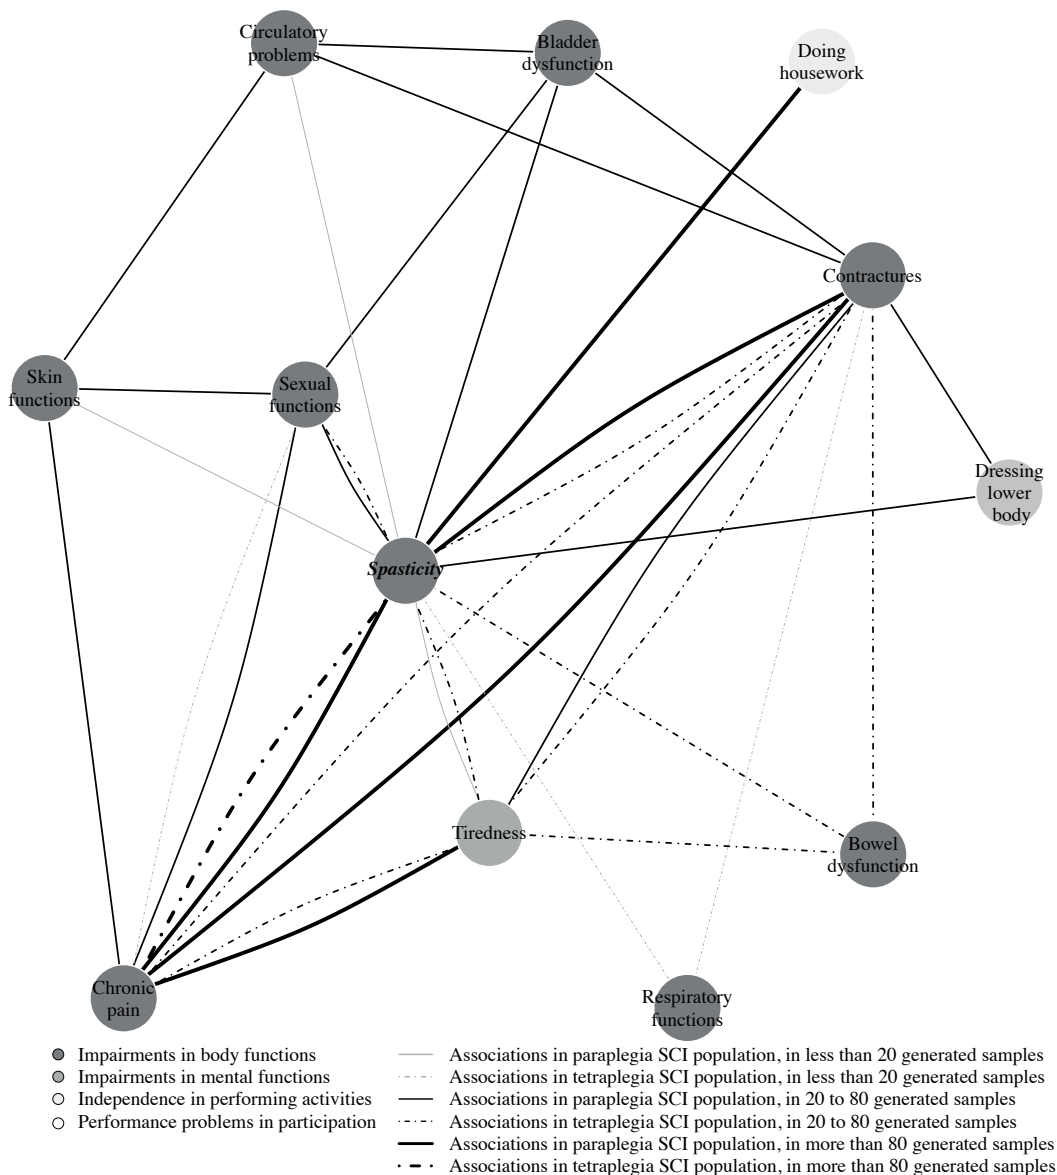 Circulatory
problems
Bladder
dysfunction
Doing
housework
Contractures
Skin
functions
Sexual
functions
Dressing
lower
body
Spasticity
Tiredness
Bowel
dysfunction
Chronic
pain
Respiratory
functions
Impairments in body functions
Impairments in mental functions
Independence in performing activities
Performance problems in participation
Associations in paraplegia SCI population, in less than 20 generated samples
Associations in tetraplegia SCI population, in less than 20 generated samples
Associations in paraplegia SCI population, in 20 to 80 generated samples
Associations in tetraplegia SCI population, in 20 to 80 generated samples
Associations in paraplegia SCI population, in more than 80 generated samples
Associations in tetraplegia SCI population, in more than 80 generated samples